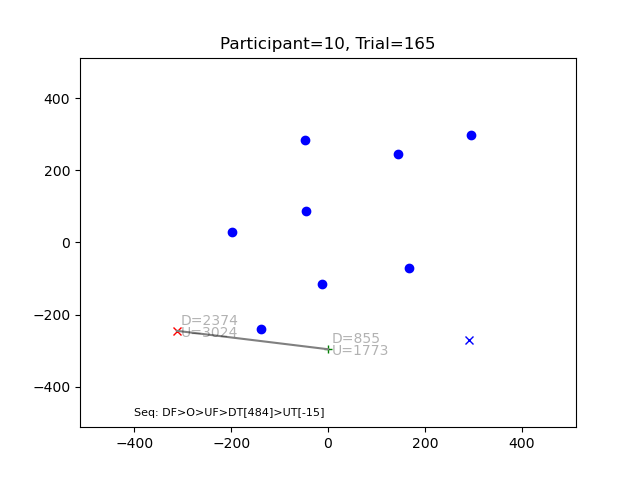 Participant=10, Trial=165
400
200
0
−200
−400
D=2374
U=3024
D=855
U=1773
Seq: DF>O>UF>DT[484]>UT[-15]
−400
−200
0
200
400